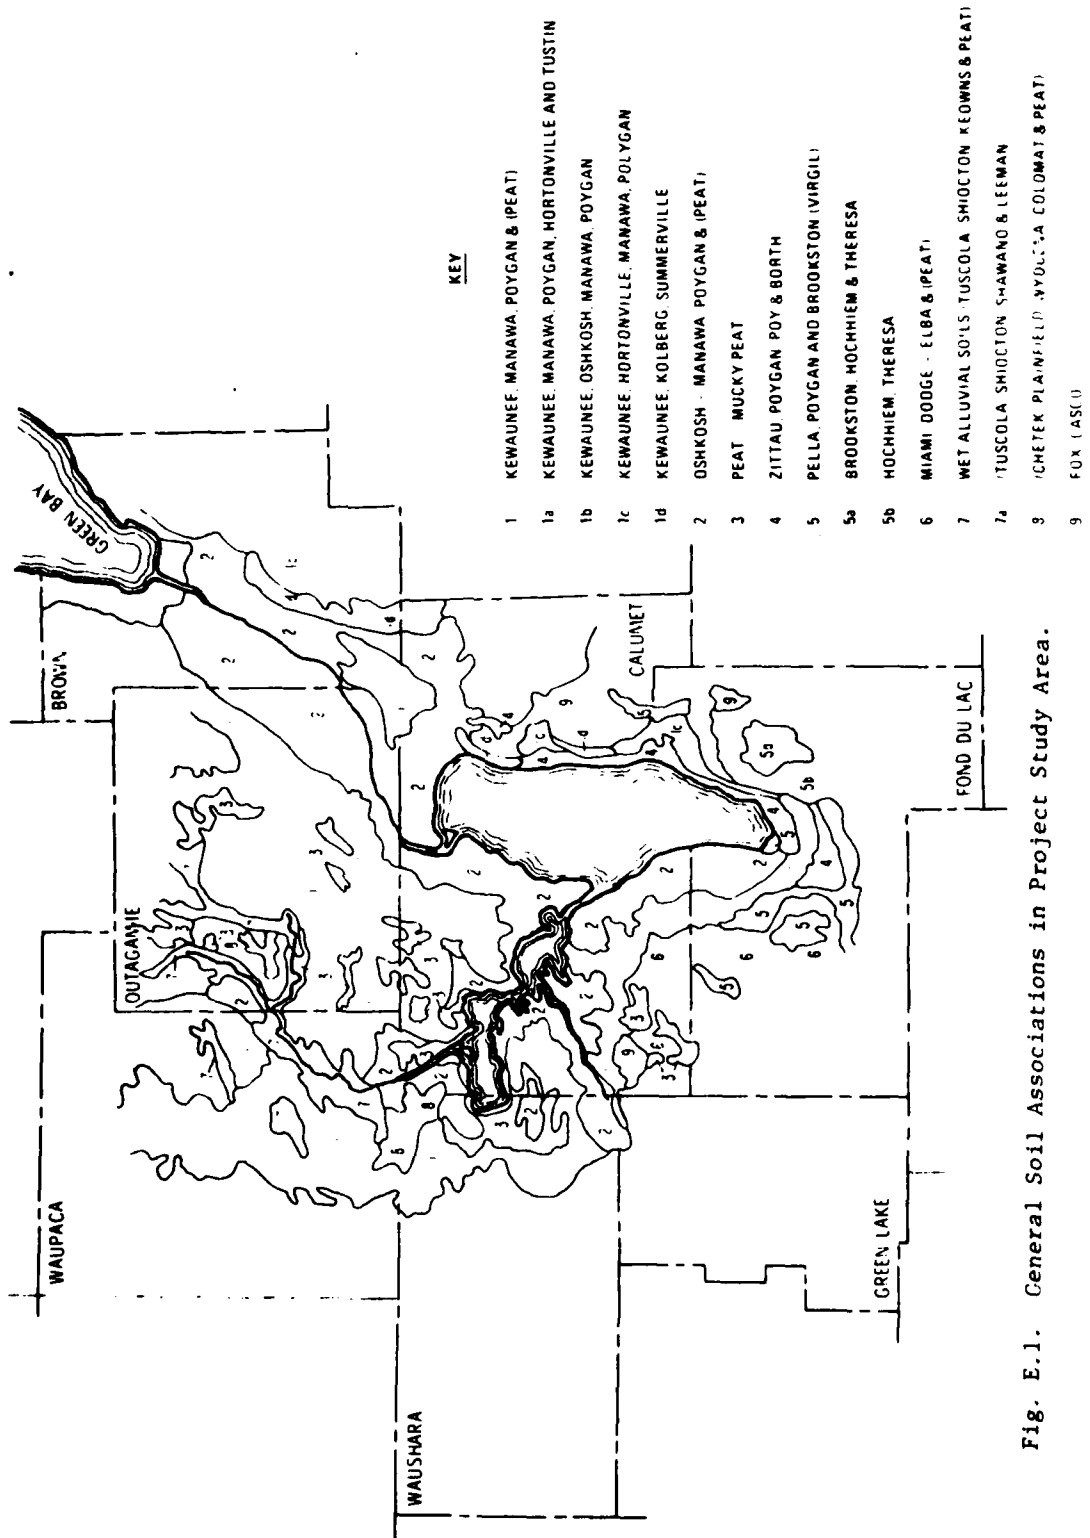 GREEN BAY
BROWN
OUTAGAMIE
WAUPACA
WAUSHARA
CALUMET
FOND DU LAC
GREEN LAKE
KEY
1 KEWAUNEE, MANAWA, POYGAN & (PEAT)
1a KEWAUNEE, MANAWA, POYGAN, HORTONVILLE AND TUSTIN
1b KEWAUNEE, OSHKOSH, MANAWA, POYGAN
1c KEWAUNEE, HORTONVILLE, MANAWA, POLYGAN
1d KEWAUNEE, KOLBERG, SUMMERVILLE
2 OSHKOSH - MANAWA POYGAN & (PEAT)
3 PEAT MUCKY PEAT
4 ZITTAU, POYGAN POY & BORTH
5 PELLA, POYGAN AND BROOKSTON (VIRGIL)
5a BROOKSTON, HOCHHIEM & THERESA
5b HOCHHIEM, THERESA
6 MIAMI DODGE - ELBA & (PEAT)
7 WET ALLUVIAL SOILS (TUSCOLA SHIOCTON KEOWNS & PEAT)
7a (TUSCOLA SHIOCTON SHAWANO & LEEMAN
(CHETEK PLAINFIELD COLOMA & PEAT)
9 FOX
Fig. E.1. General Soil Associations in Project Study Area.